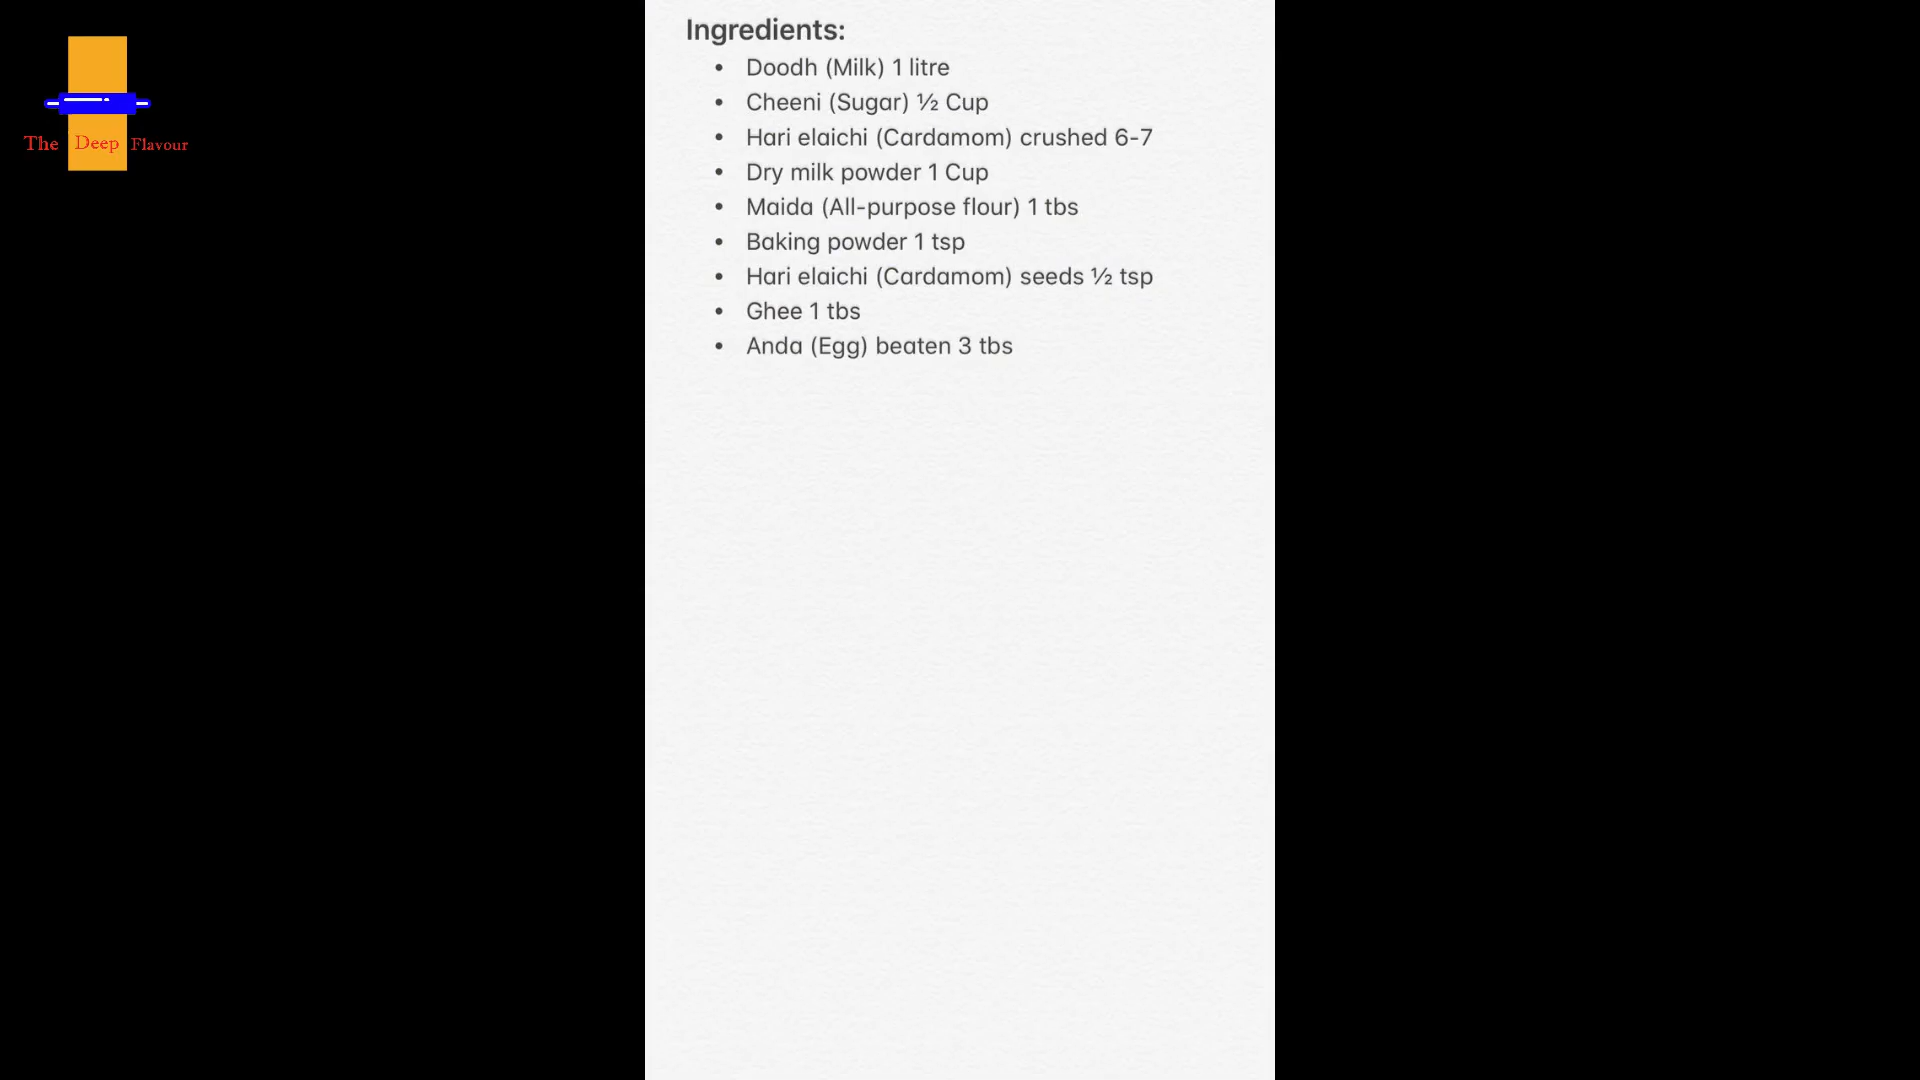 The Deep Flavour
Ingredients:
• Doodh (Milk) 1 litre
• Cheeni (Sugar) ½ Cup
• Hari elaichi (Cardamom) crushed 6-7
• Dry milk powder 1 Cup
• Maida (All-purpose flour) 1 tbs
• Baking powder 1 tsp
• Hari elaichi (Cardamom) seeds ½ tsp
• Ghee 1 tbs
• Anda (Egg) beaten 3 tbs